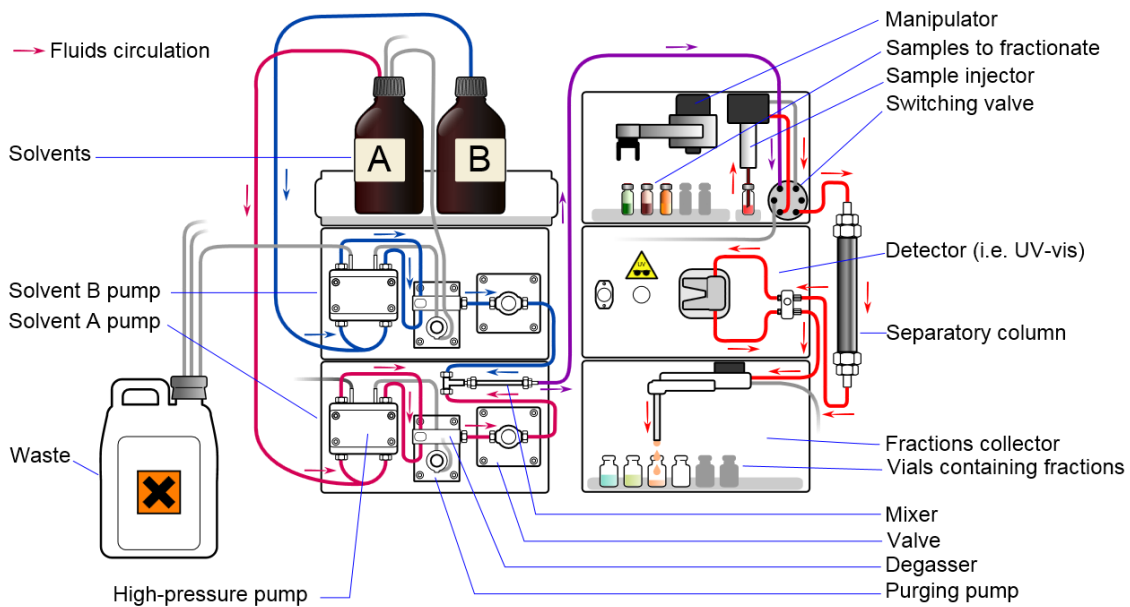 Fluids circulation
Solvents
A
B
Solvent B pump
Solvent A pump
Waste
High-pressure pump
Manipulator
Samples to fractionate
Sample injector
Switching valve
UV
Detector (i.e. UV-vis)
Separatory column
Fractions collector
Vials containing fractions
Mixer
Valve
Degasser
Purging pump